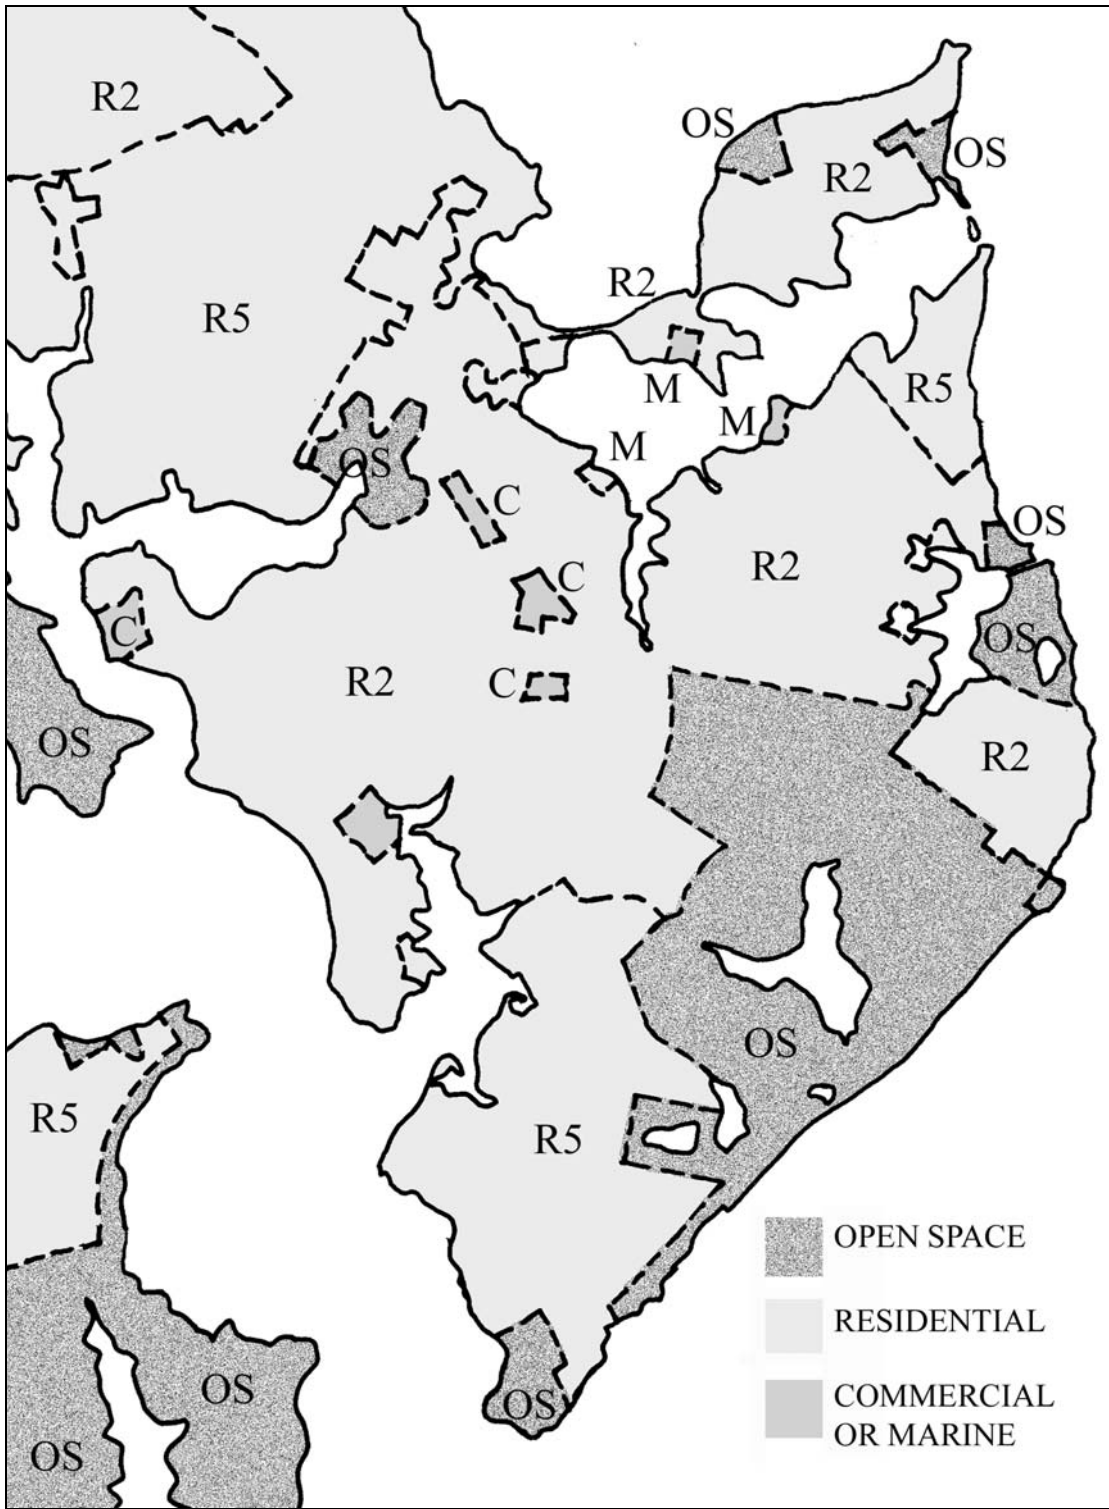 R2
OS
OS
R2
R2
R5
R5
M
M
M
OS
C
OS
R2
C
C
OS
R2
C
OS
R2
OS
R5
R5
OPEN SPACE
RESIDENTIAL
OS
COMMERCIAL
OR MARINE
OS
OS